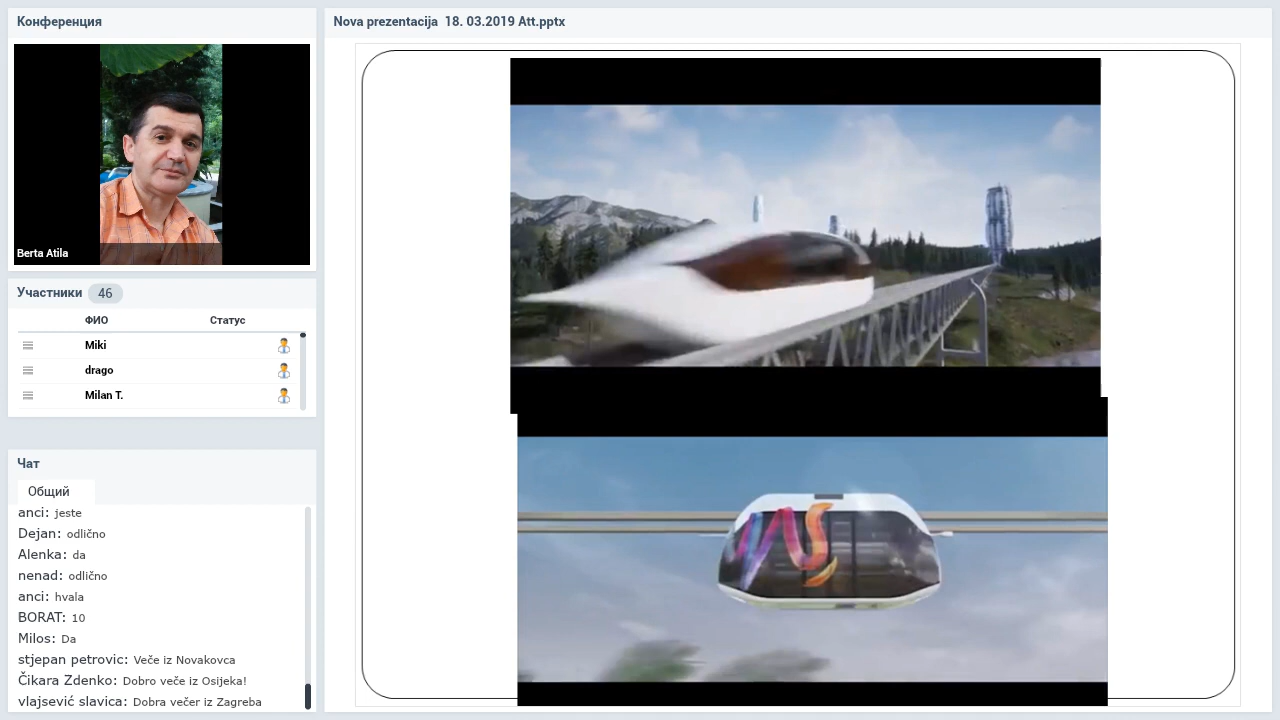 Конференция
Berta Atila
Участники 46
ФИО Статус
Miki
drago
Milan T.
Чат
Общий
anci: jeste
Dejan: odlično
Alenka: da
nenad: odlično
anci: hvala
BORAT: 10
Milos: Da
stjepan petrovic: Veče iz Novakovca
Čikara Zdenko: Dobro veče iz Osijeka!
vlajsević slavica: Dobra večer iz Zagreba
Nova prezentacija 18. 03.2019 Att.pptx